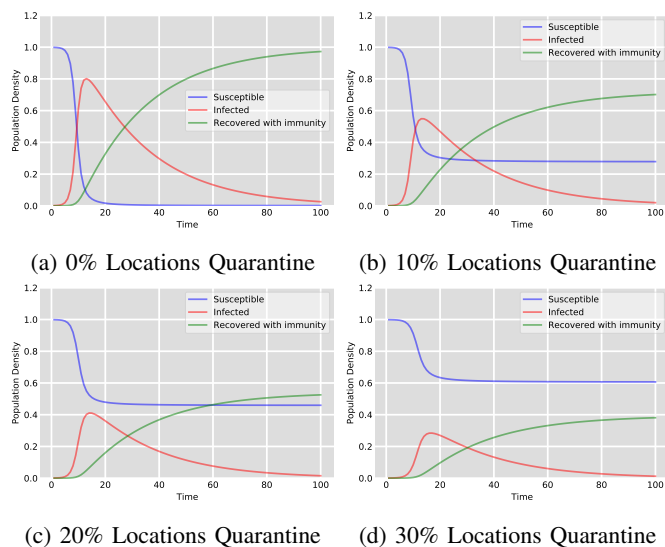 1.2
1.0
0.8
0.6
0.4
0.2
0.0
Population Density
Susceptible
Infected
Recovered with immunity
0 20 40 60 80 100
Time
(a) 0% Locations Quarantine
1.2
1.0
0.8
0.6
0.4
0.2
0.0
Population Density
Susceptible
Infected
Recovered with immunity
0 20 40 60 80 100
Time
(b) 10% Locations Quarantine
1.2
1.0
0.8
0.6
0.4
0.2
0.0
Population Density
Susceptible
Infected
Recovered with immunity
0 20 40 60 80 100
Time
(c) 20% Locations Quarantine
1.2
1.0
0.8
0.6
0.4
0.2
0.0
Population Density
Susceptible
Infected
Recovered with immunity
0 20 40 60 80 100
Time
(d) 30% Locations Quarantine